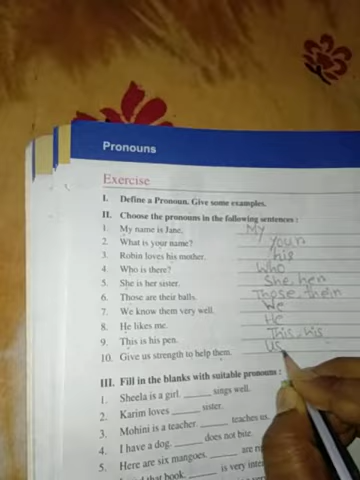 Pronouns
Exercise
I. Define a Pronoun. Give some examples.
II. Choose the pronouns in the following sentences :
1. My name is Jane. My
2. What is your name? your
3. Robin loves his mother. his
4. Who is there? Who
5. She is her sister. She, her
6. Those are their balls. Those, their
7. We know them very well. We
8. He likes me. He
9. This is his pen. This, his
10. Give us strength to help them. us
III. Fill in the blanks with suitable pronouns :
1. Sheela is a girl. ______ sings well.
2. Karim loves ______ sister.
3. Mohini is a teacher. ______ teaches us.
4. I have a dog. ______ does not bite.
5. Here are six mangoes. ______ are
book. ______ is very